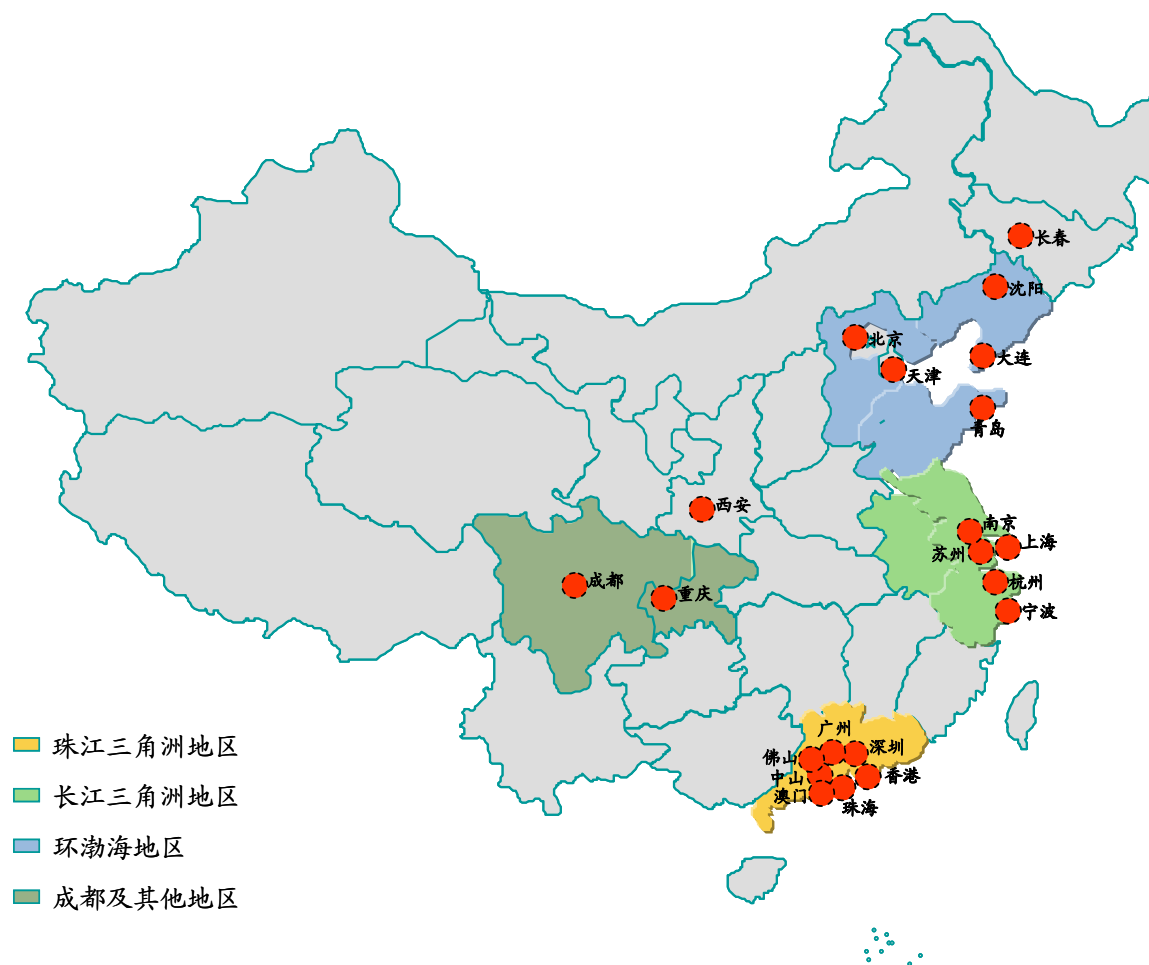 长春
沈阳
北京
大连
天津
青岛
西安
南京
上海
苏州
成都
杭州
重庆
宁波
广州
深圳
佛山
中山
香港
澳门
珠海
珠江三角洲地区
长江三角洲地区
环渤海地区
成都及其他地区